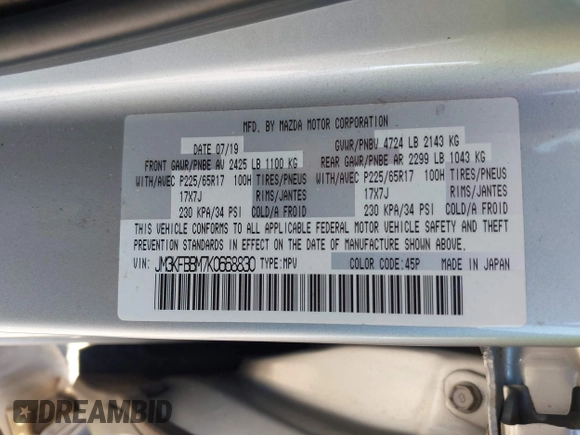 MFD. BY MAZDA MOTOR CORPORATION
DATE 07/19 GVWR/PNBV 4724 LB 2143 KG
FRONT GAWR/PNBE AV 2425 LB 1100 KG REAR GAWR/PNBE AR 2299 LB 1043 KG
WITH/AVEC P225/65R17 100H TIRES/PNEUS WITH/AVEC P225/65R17 100H TIRES/PNEUS
17X7J RIMS/JANTES 17X7J RIMS/JANTES
230 KPA/34 PSI COLD/A FROID 230 KPA/34 PSI COLD/A FROID
THIS VEHICLE CONFORMS TO ALL APPLICABLE FEDERAL MOTOR VEHICLE SAFETY AND THEFT
PREVENTION STANDARDS IN EFFECT ON THE DATE OF MANUFACTURE SHOWN ABOVE.
VIN: JM3KFBBM7K0668830 TYPE:MPV COLOR CODE:45P MADE IN JAPAN
DREAMBID